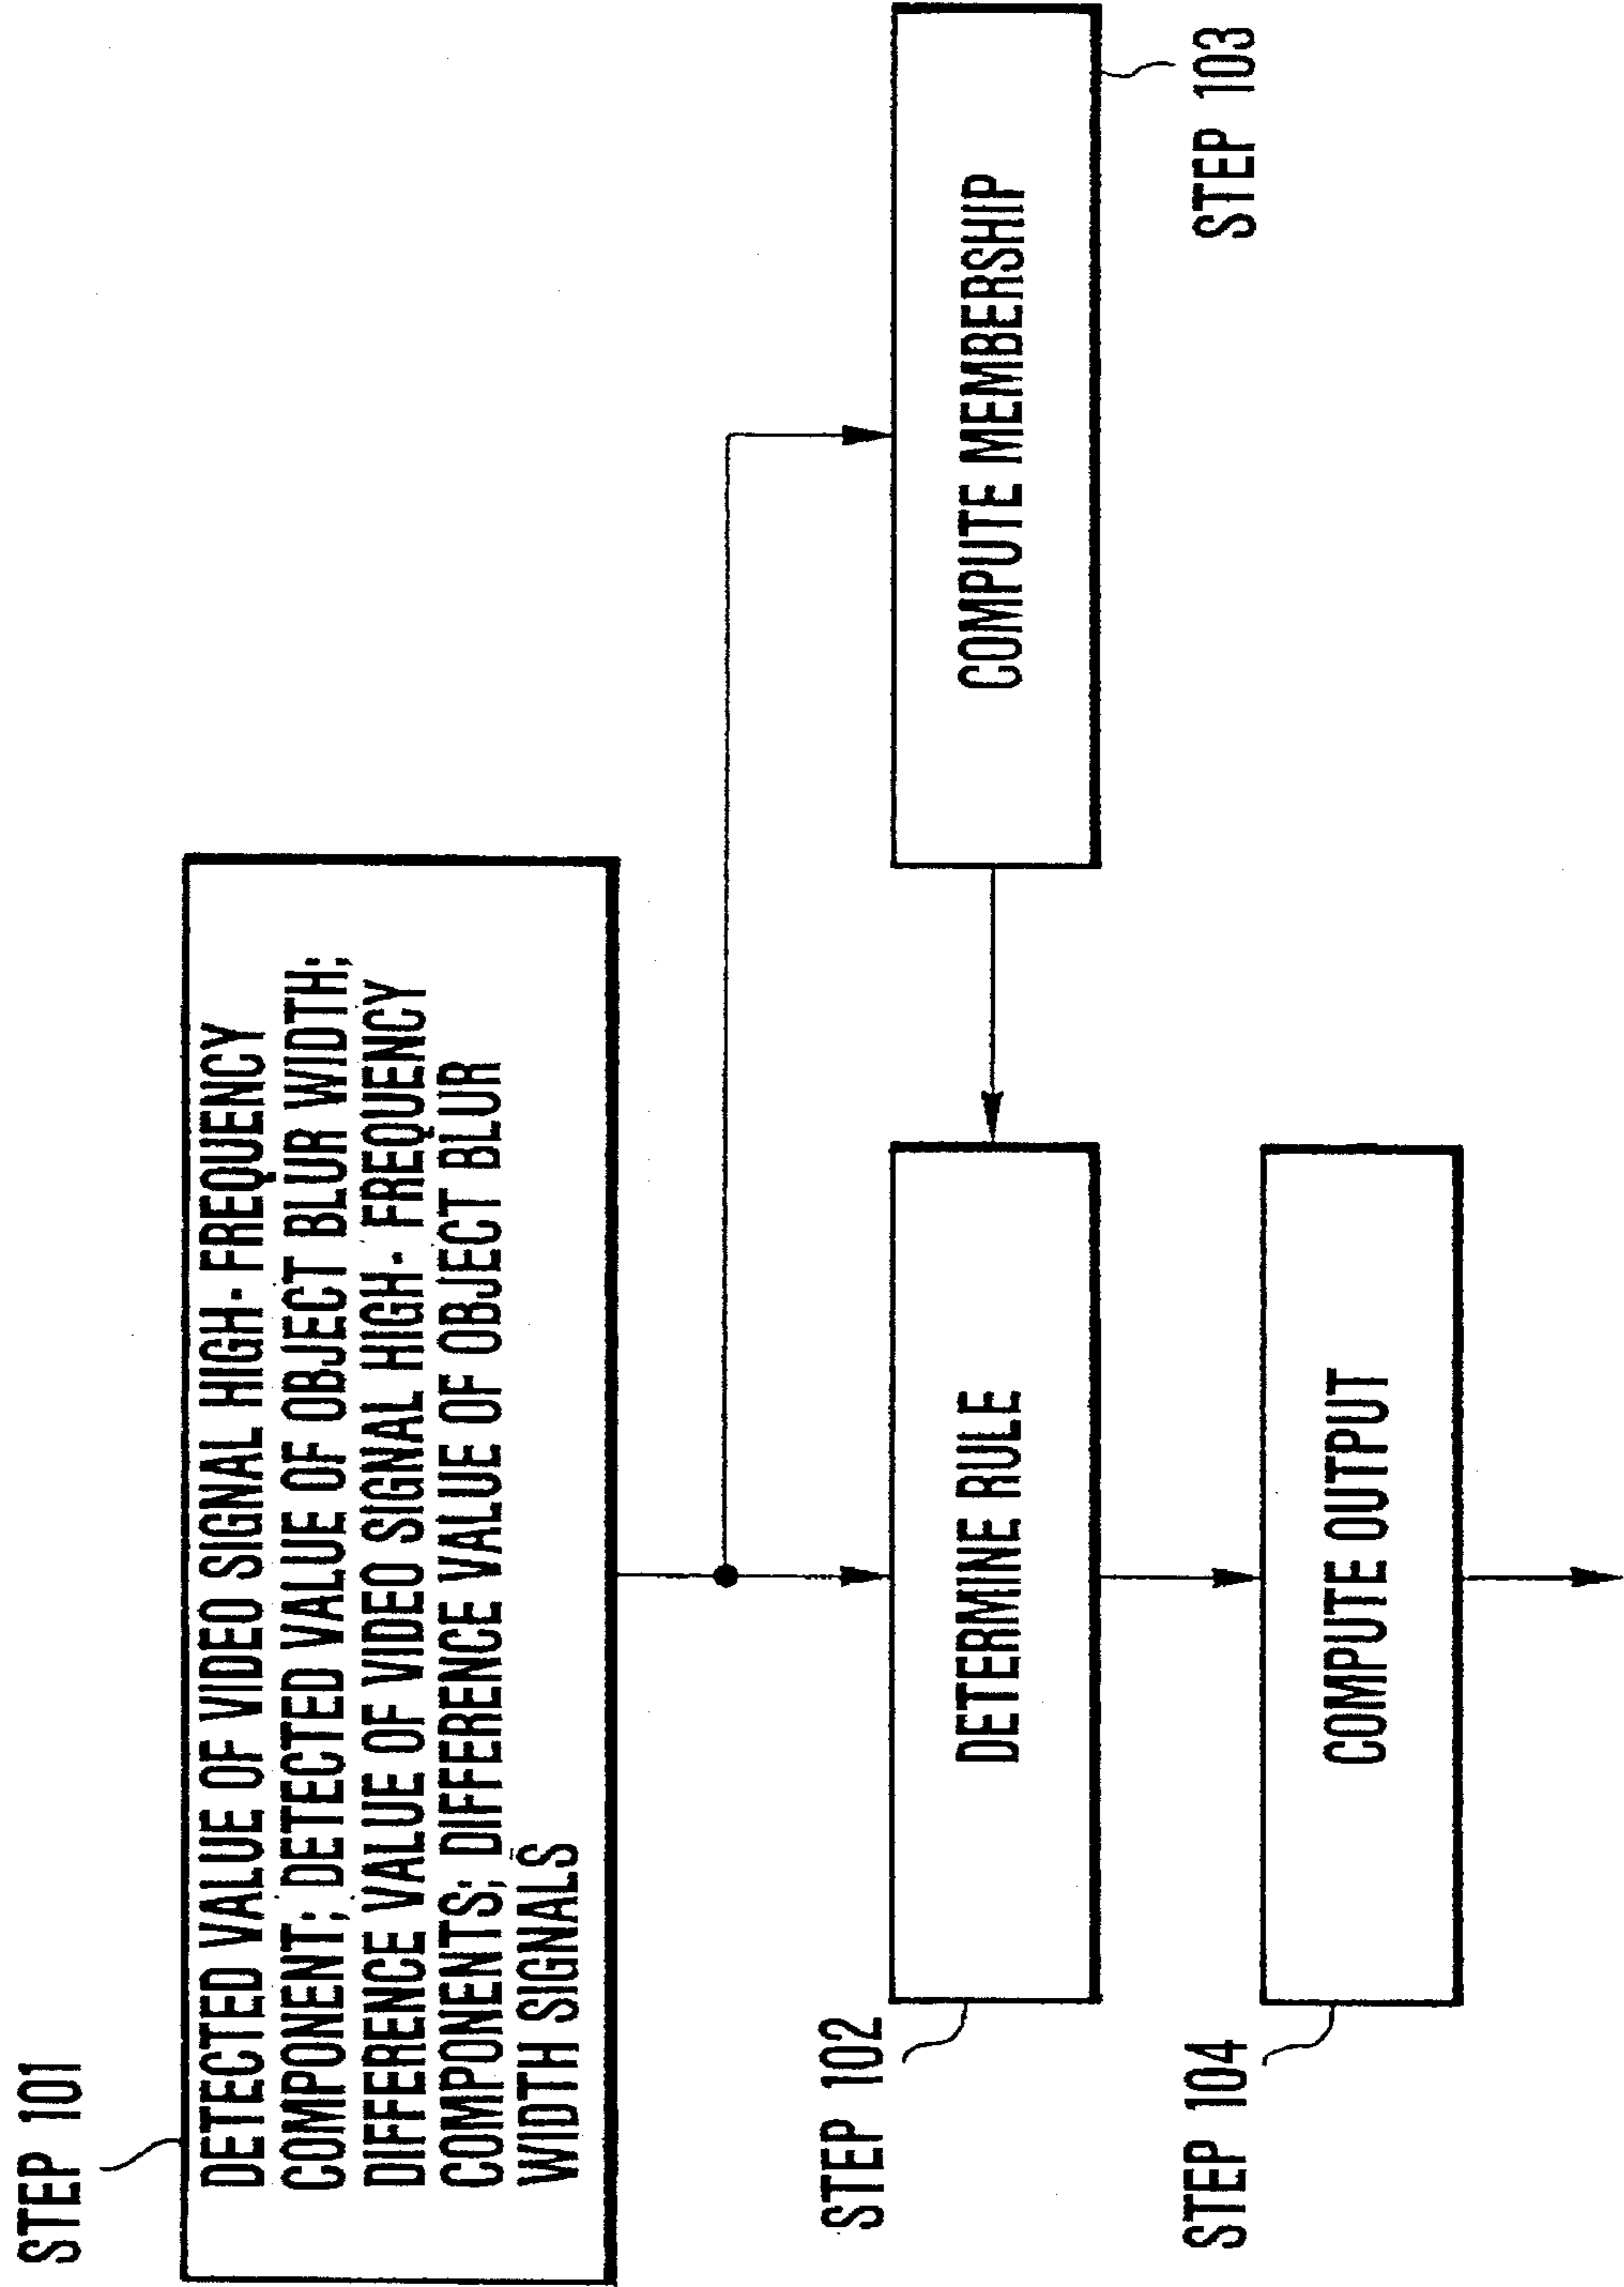 STEP 101
DETECTED VALUE OF VIDEO SIGNAL HIGH- FREQUENCY
COMPONENT; DETECTED VALUE OF OBJECT BLUR WIDTH;
DIFFERENCE VALUE OF VIDEO SIGNAL HIGH- FREQUENCY
COMPONENTS; DIFFERENCE VALUE OF OBJECT BLUR
WIDTH SIGNALS
STEP 102
DETERMINE RULE
COMPUTE MEMBERSHIP
STEP 103
STEP 104
COMPUTE OUTPUT